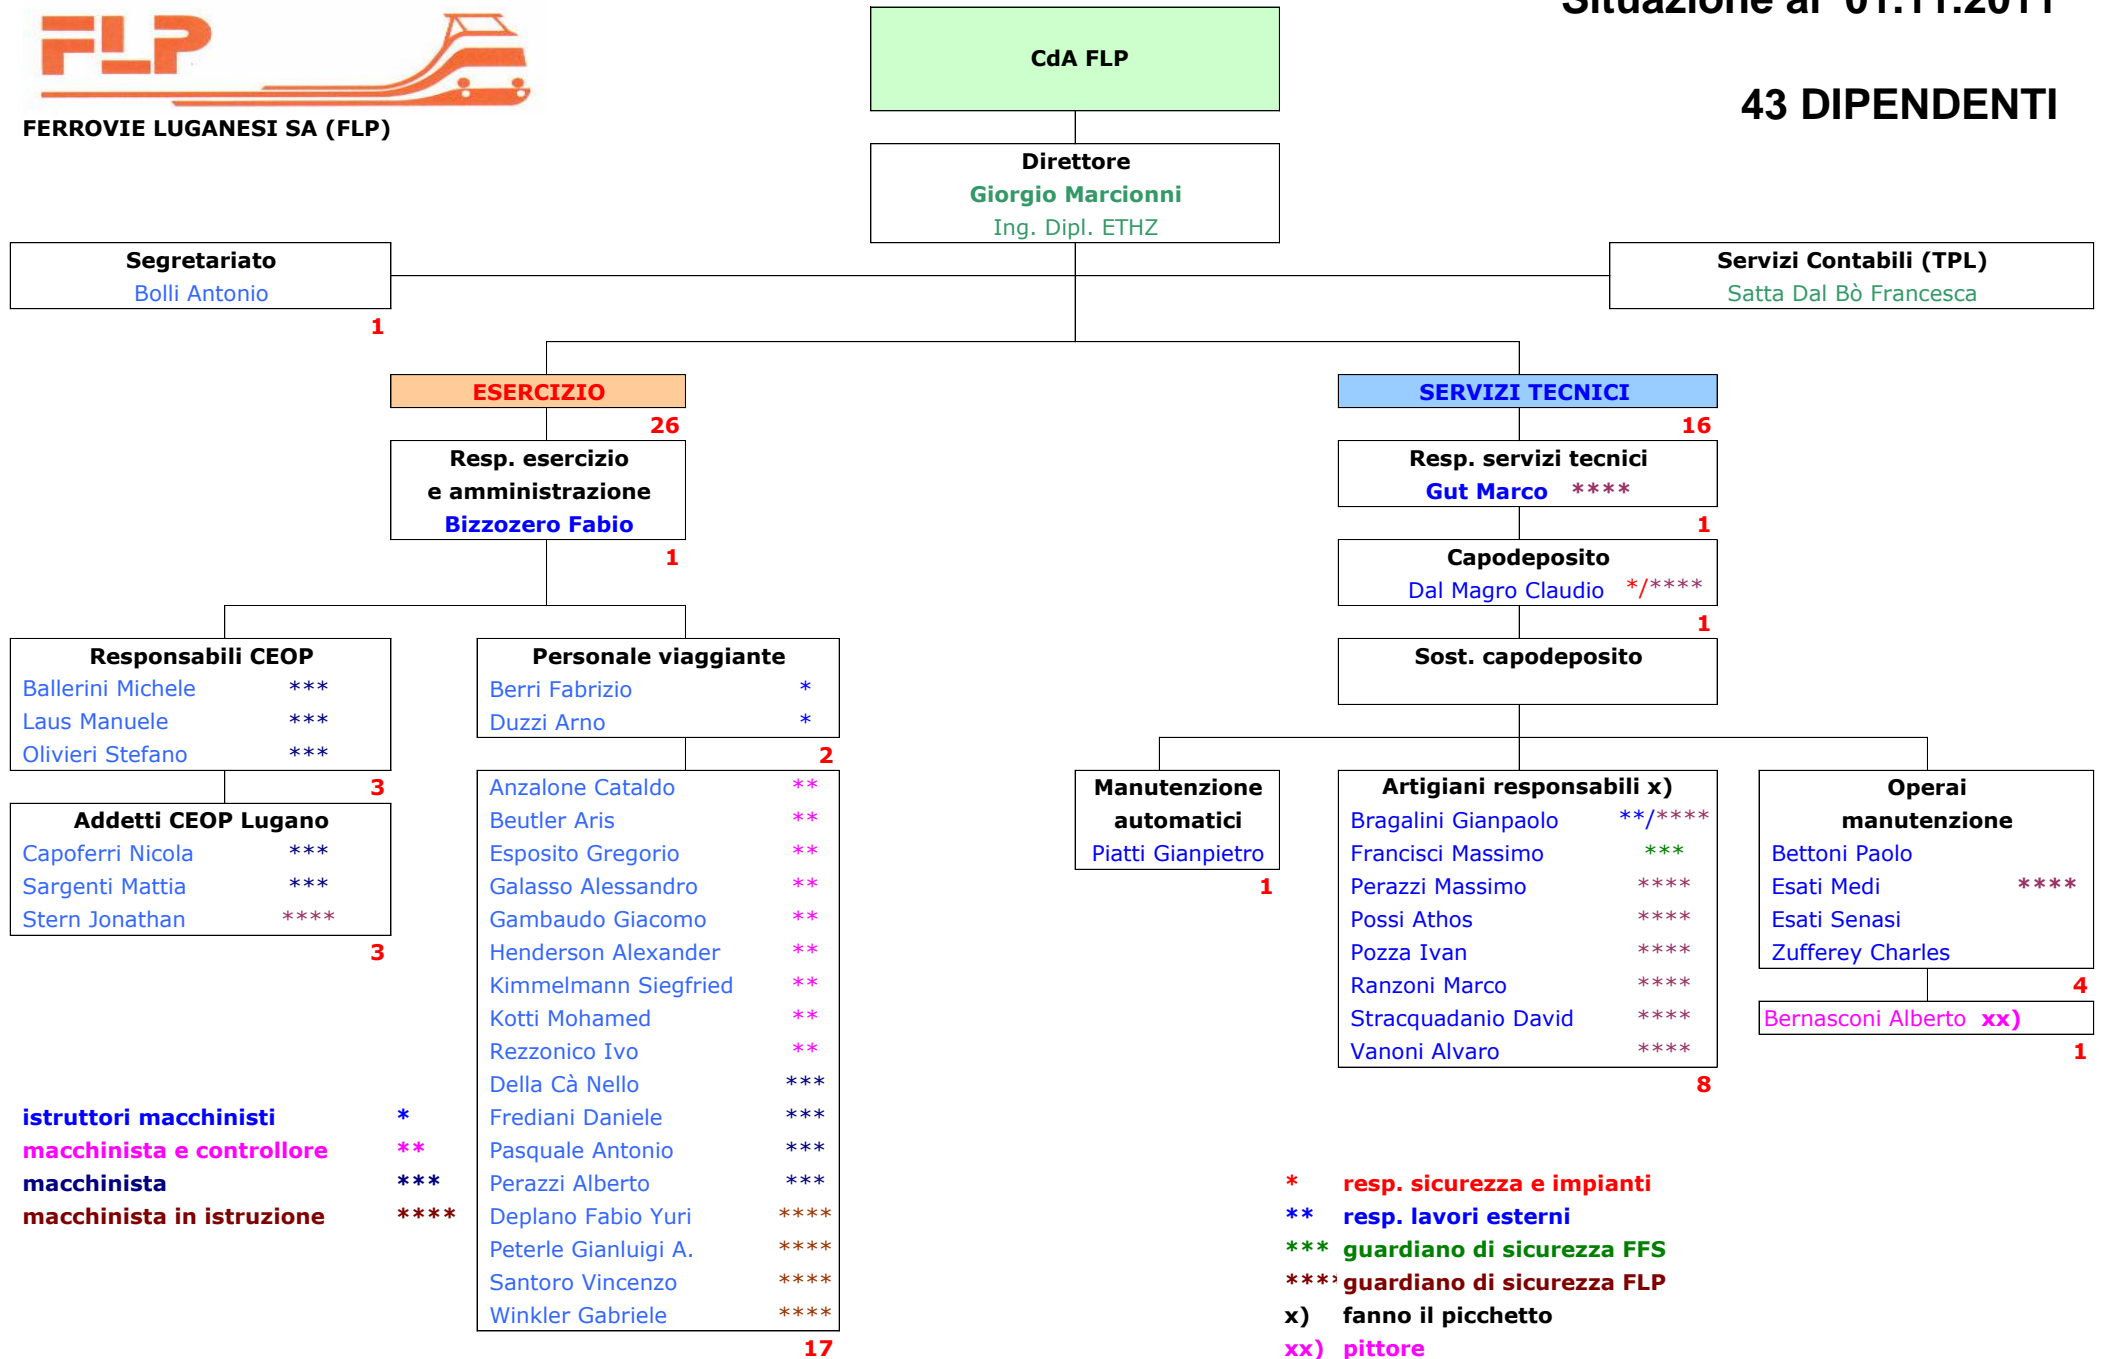 Situazione al 01.11.2011
FLP
FERROVIE LUGANESI SA (FLP)
43 DIPENDENTI
CdA FLP
Direttore
Giorgio Marcionni
Ing. Dipl. ETHZ
Segretariato
Bolli Antonio
1
Servizi Contabili (TPL)
Satta Dal Bò Francesca
ESERCIZIO
26
Resp. esercizio
e amministrazione
Bizzozero Fabio
1
Responsabili CEOP
Ballerini Michele ***
Laus Manuele ***
Olivieri Stefano ***
3
Addetti CEOP Lugano
Capoferri Nicola ***
Sargenti Mattia ***
Stern Jonathan ****
3
Personale viaggiante
Berri Fabrizio *
Duzzi Arno *
2
Anzalone Cataldo **
Beutler Aris **
Esposito Gregorio **
Galasso Alessandro **
Gambaudo Giacomo **
Henderson Alexander **
Kimmelmann Siegfried **
Kotti Mohamed **
Rezzonico Ivo **
Della Cà Nello ***
Frediani Daniele ***
Pasquale Antonio ***
Perazzi Alberto ***
Deplano Fabio Yuri ****
Peterle Gianluigi A. ****
Santoro Vincenzo ****
Winkler Gabriele ****
17
SERVIZI TECNICI
16
Resp. servizi tecnici
Gut Marco ****
1
Capodeposito
Dal Magro Claudio */****
1
Sost. capodeposito
Manutenzione
automatici
Piatti Gianpietro
1
Artigiani responsabili x)
Bragalini Gianpaolo **/****
Francisci Massimo ***
Perazzi Massimo ****
Possi Athos ****
Pozza Ivan ****
Ranzoni Marco ****
Stracquadanio David ****
Vanoni Alvaro ****
8
Operai
manutenzione
Bettoni Paolo
Esati Medi ****
Esati Senasi
Zufferey Charles
4
Bernasconi Alberto xx)
1
istruttori macchinisti *
macchinista e controllore **
macchinista ***
macchinista in istruzione ****
* resp. sicurezza e impianti
** resp. lavori esterni
*** guardiano di sicurezza FFS
**** guardiano di sicurezza FLP
x) fanno il picchetto
xx) pittore